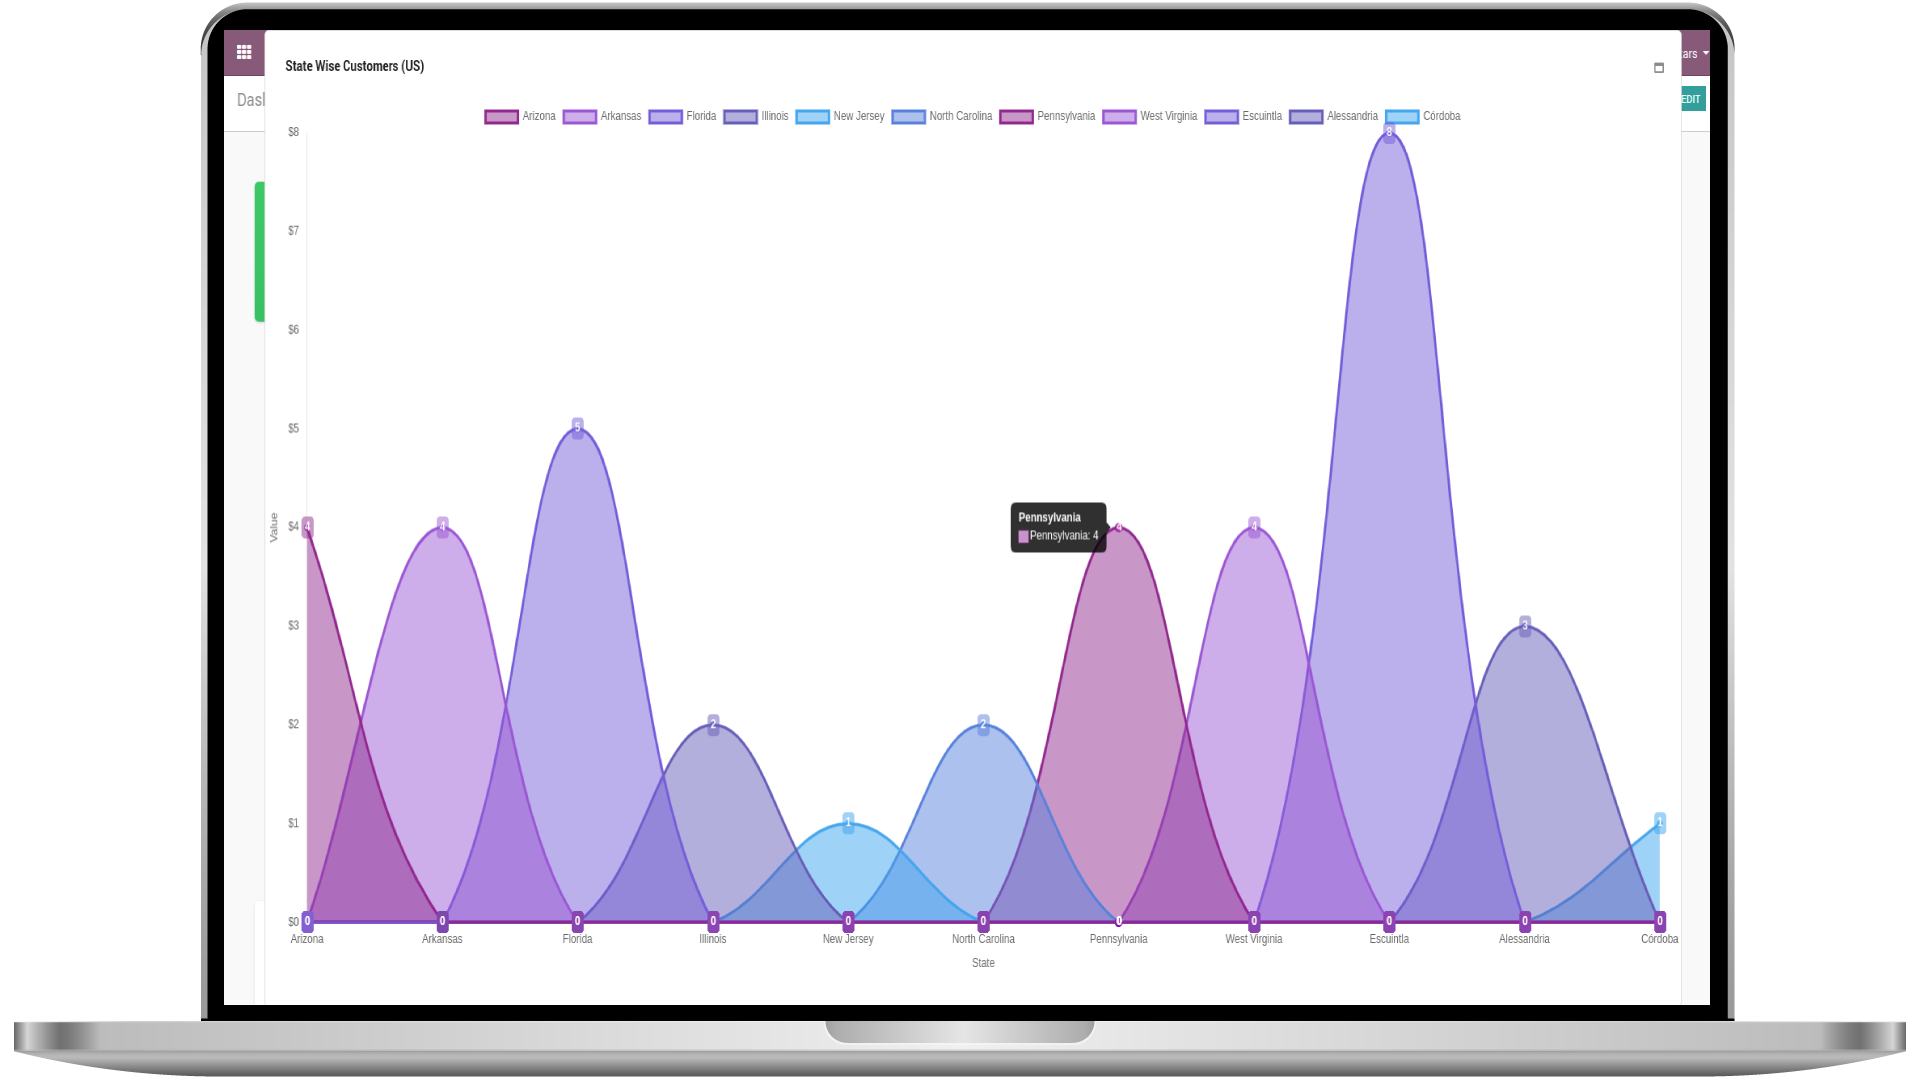 State Wise Customers (US)
ars
Dasl
EDIT
Arizona Arkansas Florida Illinois New Jersey North Carolina Pennsylvania West Virginia Escuintla Alessandria Córdoba
$8
8
$7
$6
$5
5
Value
$4
4
4
4
4
Pennsylvania
Pennsylvania: 4
$3
3
$2
2
2
$1
1
1
$0
0 0 0 0 0 0 0 0 0 0 0
Arizona Arkansas Florida Illinois New Jersey North Carolina Pennsylvania West Virginia Escuintla Alessandria Córdoba
State